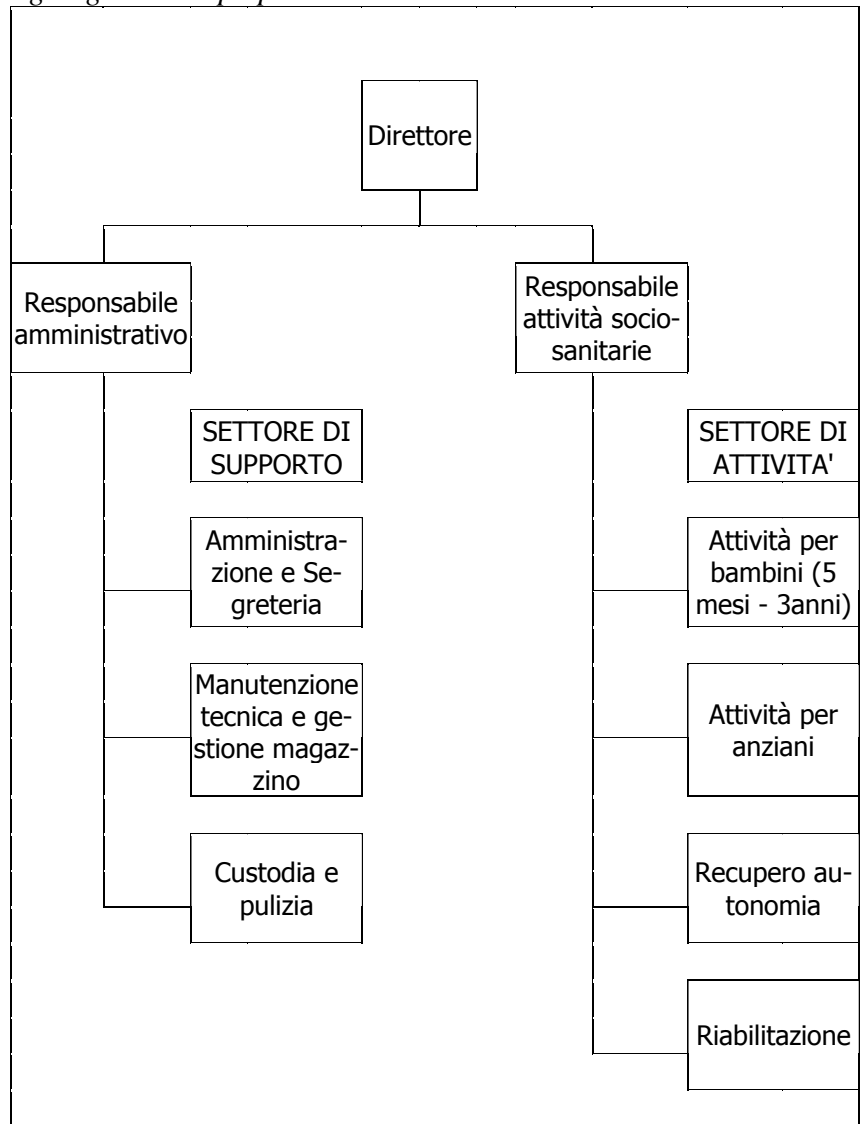 Direttore
Responsabile
amministrativo
Responsabile
attività socio-
sanitarie
SETTORE DI
SUPPORTO
SETTORE DI
ATTIVITA'
Amministra-
zione e Se-
greteria
Attività per
bambini (5
mesi - 3anni)
Manutenzione
tecnica e ge-
stione magaz-
zino
Attività per
anziani
Custodia e
pulizia
Recupero au-
tonomia
Riabilitazione